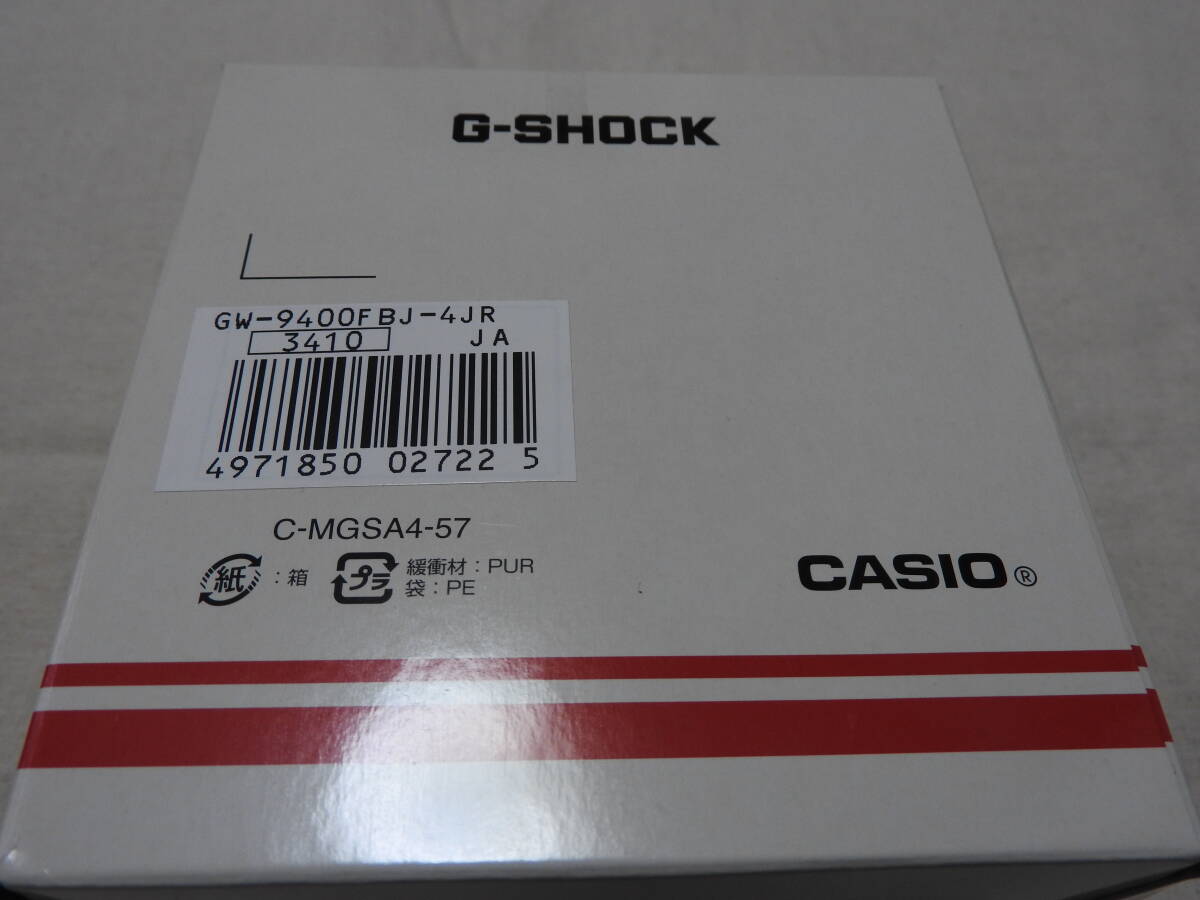 G-SHOCK
GW-9400FBJ-4JR
3410 JA
4971850 02722 5
C-MGSA4-57
紙 : 箱
プラ 緩衝材 : PUR
袋 : PE
CASIO®